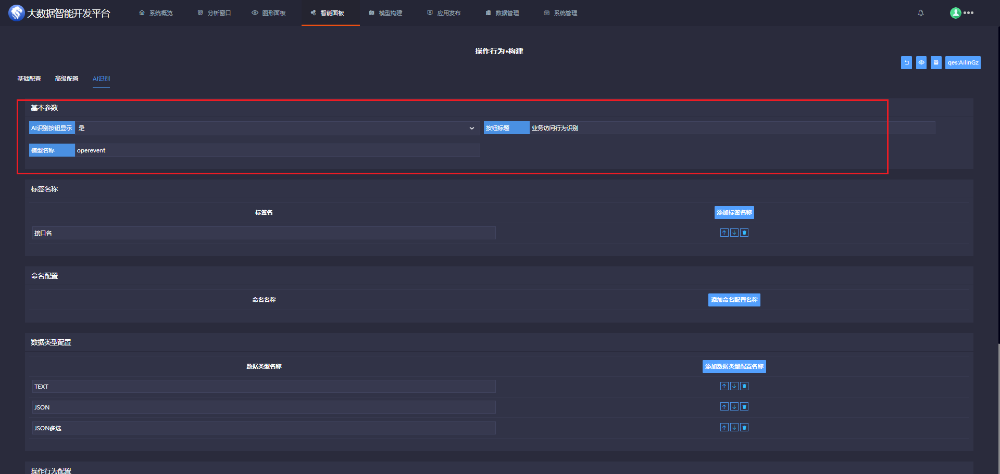 大数据智能开发平台
系统概览
分析窗口
图形面板
智能面板
模型构建
应用发布
数据管理
系统管理
操作行为•构建
qes:AilinGz
基础配置
高级配置
AI识别
基本参数
AI识别按钮显示
是
按钮标题
业务访问行为识别
模型名称
operevent
标签名称
标签名
添加标签名称
接口名
命名配置
命名名称
添加命名配置名称
数据类型配置
数据类型名称
添加数据类型配置名称
TEXT
JSON
JSON多选
操作行为配置